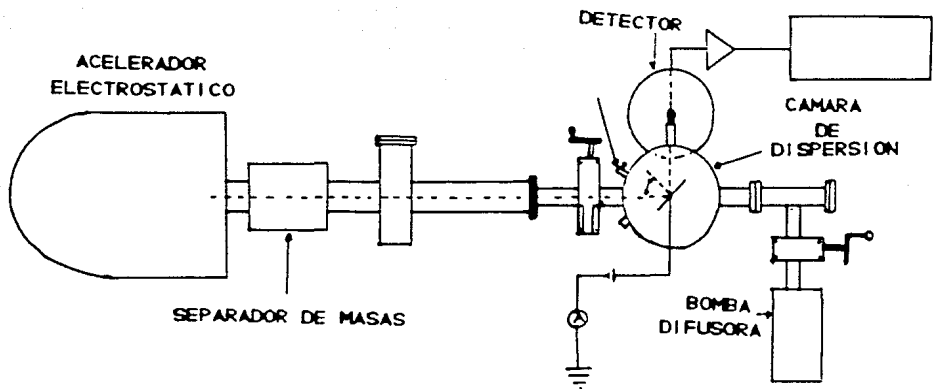 DETECTOR
ACELERADOR
ELECTROSTATICO
CAMARA
DE
DISPERSION
SEPARADOR DE MASAS
BOMBA
DIFUSORA
A